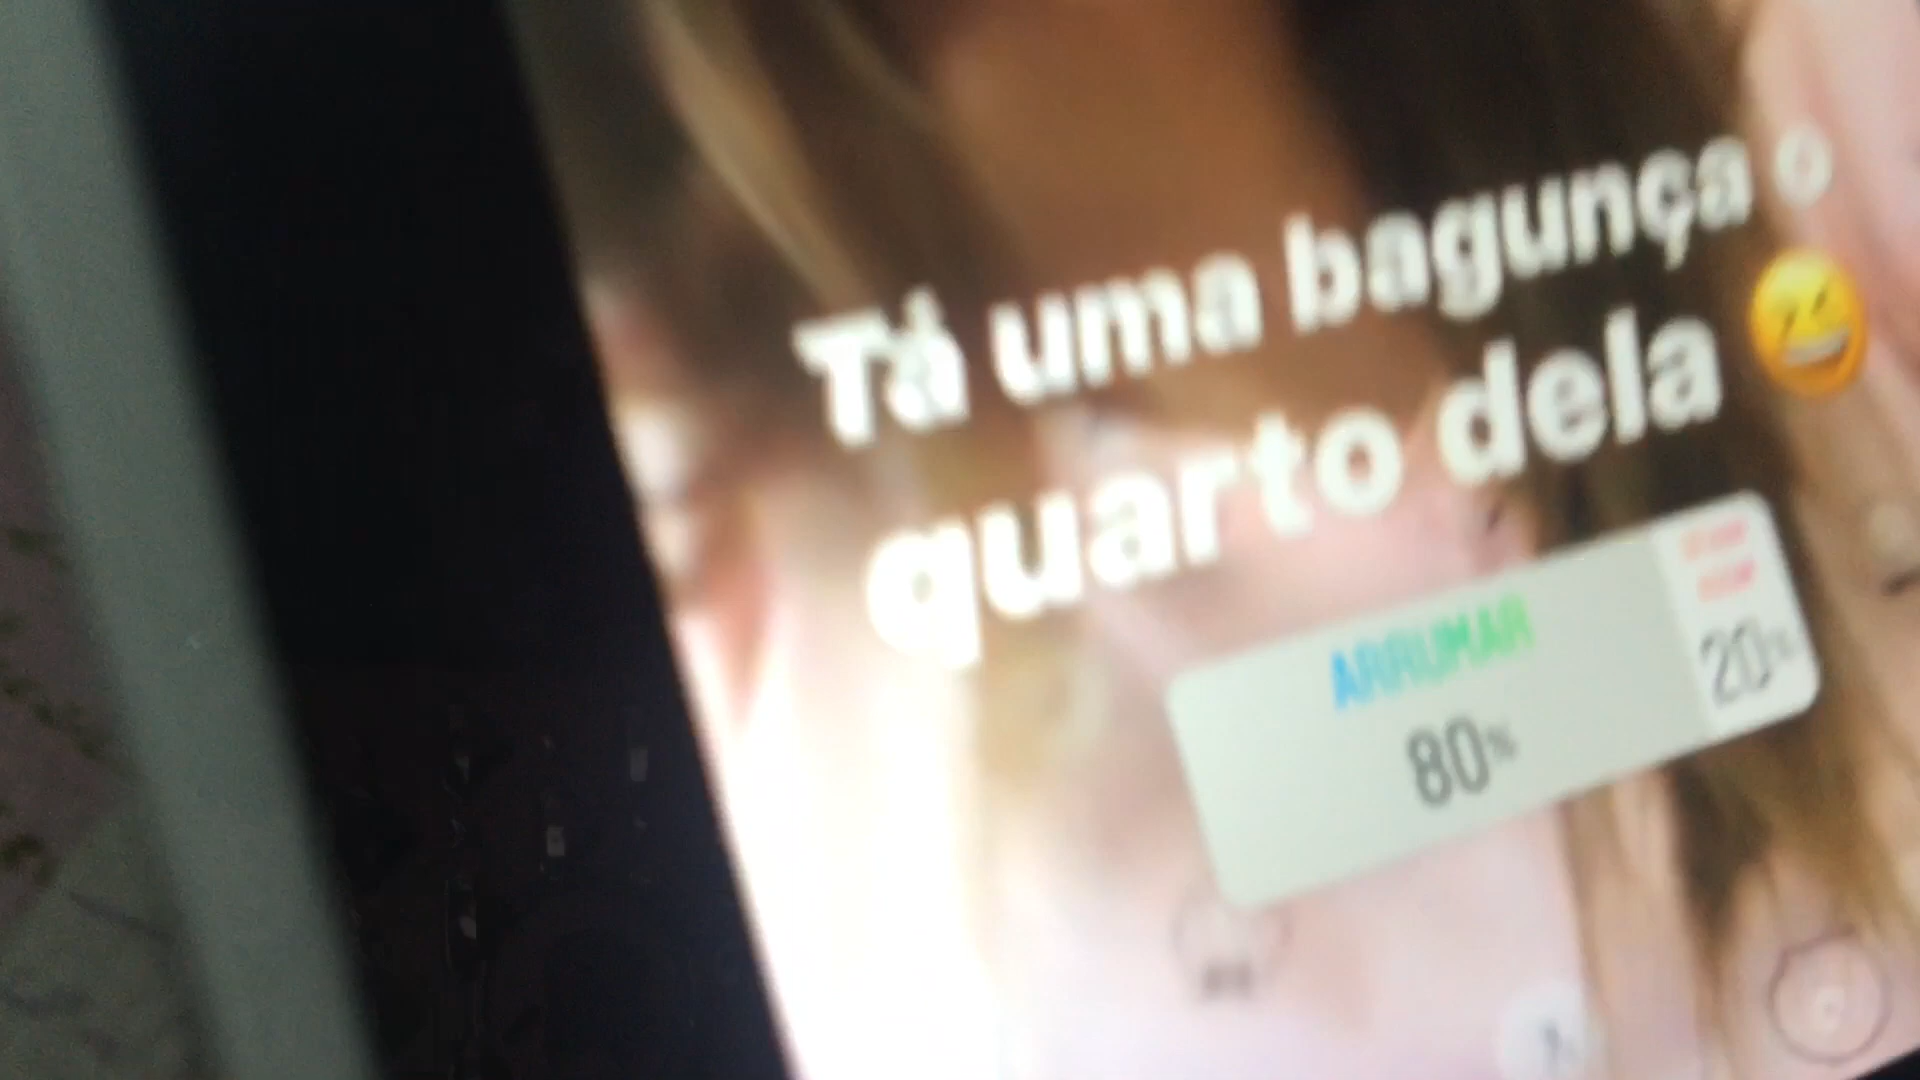 Tá uma bagunça o
quarto dela 😅
ARRUMAR
80%
20%